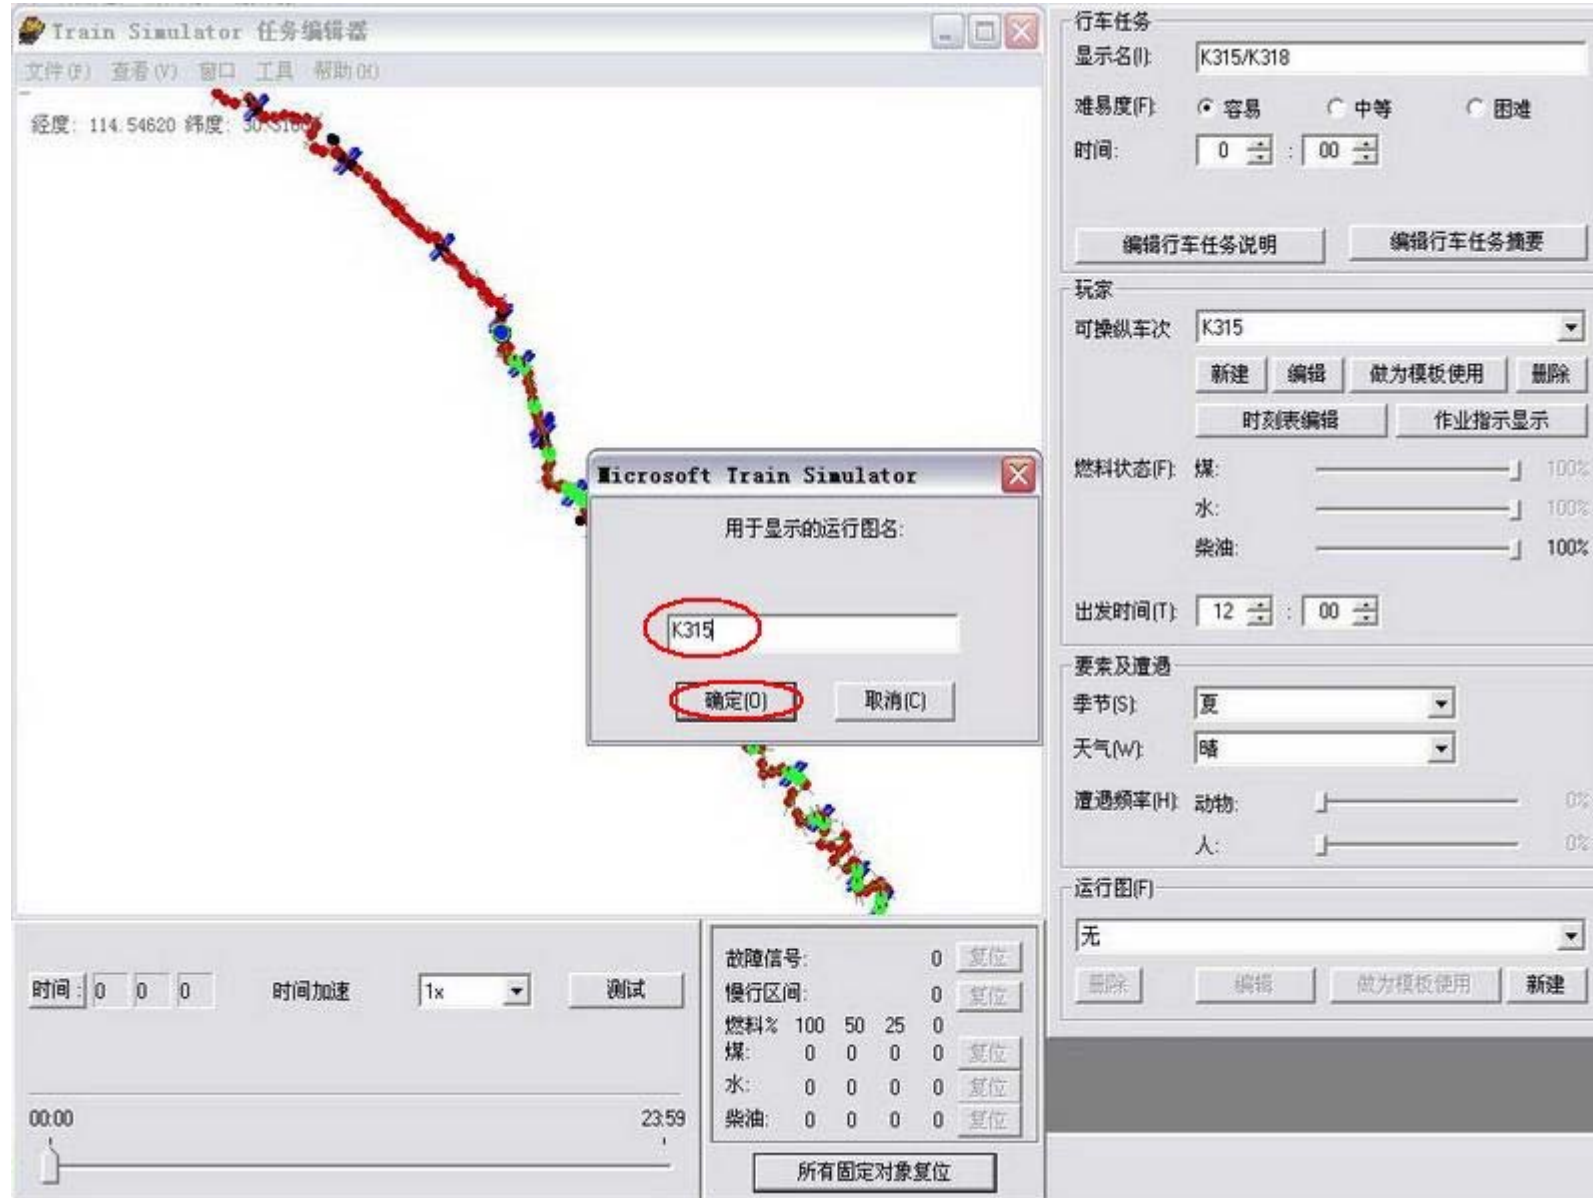 Train Simulator 任务编辑器
文件(F) 查看(V) 窗口 工具 帮助(H)
经度: 114.54620 纬度:
Microsoft Train Simulator
用于显示的运行图名:
K315
确定(O) 取消(C)
时间: 0 0 0 时间加速 1x 测试
00:00 23:59
故障信号: 0 复位
慢行区间: 0 复位
燃料% 100 50 25 0
煤: 0 0 0 0 复位
水: 0 0 0 0 复位
柴油: 0 0 0 0 复位
所有固定对象复位
行车任务
显示名(I): K315/K318
难易度(F): 容易 中等 困难
时间: 0 : 00
编辑行车任务说明 编辑行车任务摘要
玩家
可操纵车次 K315
新建 编辑 做为模板使用 删除
时刻表编辑 作业指示显示
燃料状态(F): 煤: 100%
水: 100%
柴油: 100%
出发时间(T): 12 : 00
要素及遭遇
季节(S): 夏
天气(W): 晴
遭遇频率(H): 动物: 0%
人: 0%
运行图(F)
无
删除 编辑 做为模板使用 新建